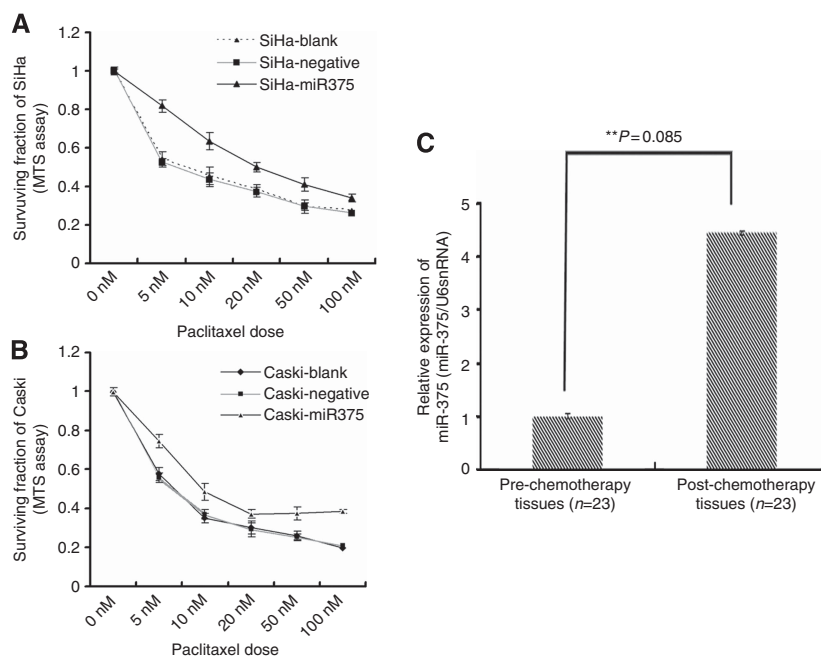 A
Survuving fraction of SiHa
(MTS assay)
1.2
1
0.8
0.6
0.4
0.2
0
SiHa-blank
SiHa-negative
SiHa-miR375
0 nM
5 nM
10 nM
20 nM
50 nM
100 nM
Paclitaxel dose
B
Surviving fraction of Caski
(MTS assay)
1.2
1
0.8
0.6
0.4
0.2
0
Caski-blank
Caski-negative
Caski-miR375
0 nM
5 nM
10 nM
20 nM
50 nM
100 nM
Paclitaxel dose
C
**P=0.085
Relative expression of
miR-375 (miR-375/U6snRNA)
5
4
3
2
1
0
Pre-chemotherapy
tissues (n=23)
Post-chemotherapy
tissues (n=23)